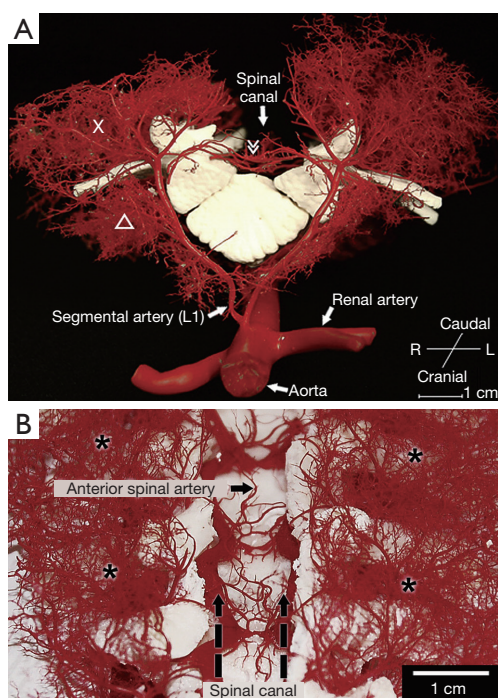 A
Spinal
canal
X
Segmental artery (L1)
Renal artery
Aorta
Caudal
R
L
Cranial
1 cm
B
*
*
Anterior spinal artery
*
*
Spinal canal
1 cm